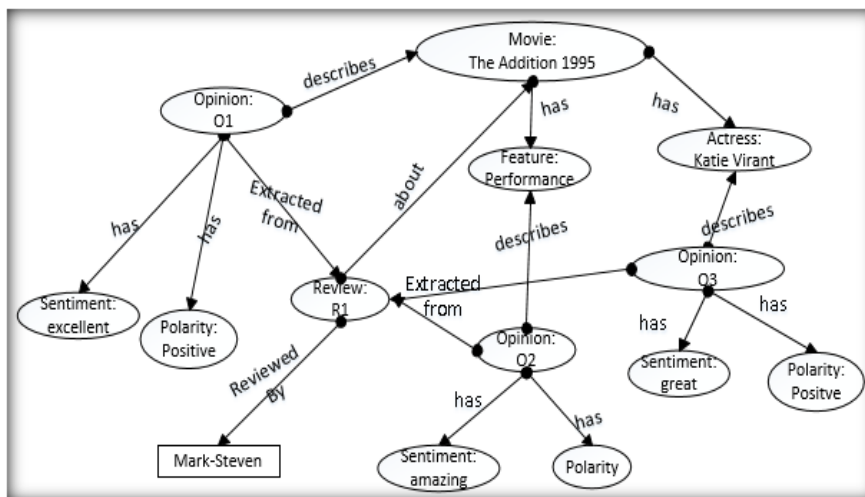 Movie:
The Addition 1995
describes
Opinion:
O1
has
has
Actress:
Katie Virant
Feature:
Performance
Extracted
from
about
has
has
describes
describes
Opinion:
O3
Sentiment:
excellent
Polarity:
Positive
Review:
R1
Extracted
from
Opinion:
O2
has
has
Sentiment:
great
Polarity:
Positve
Reviewed
By
has
has
Mark-Steven
Sentiment:
amazing
Polarity